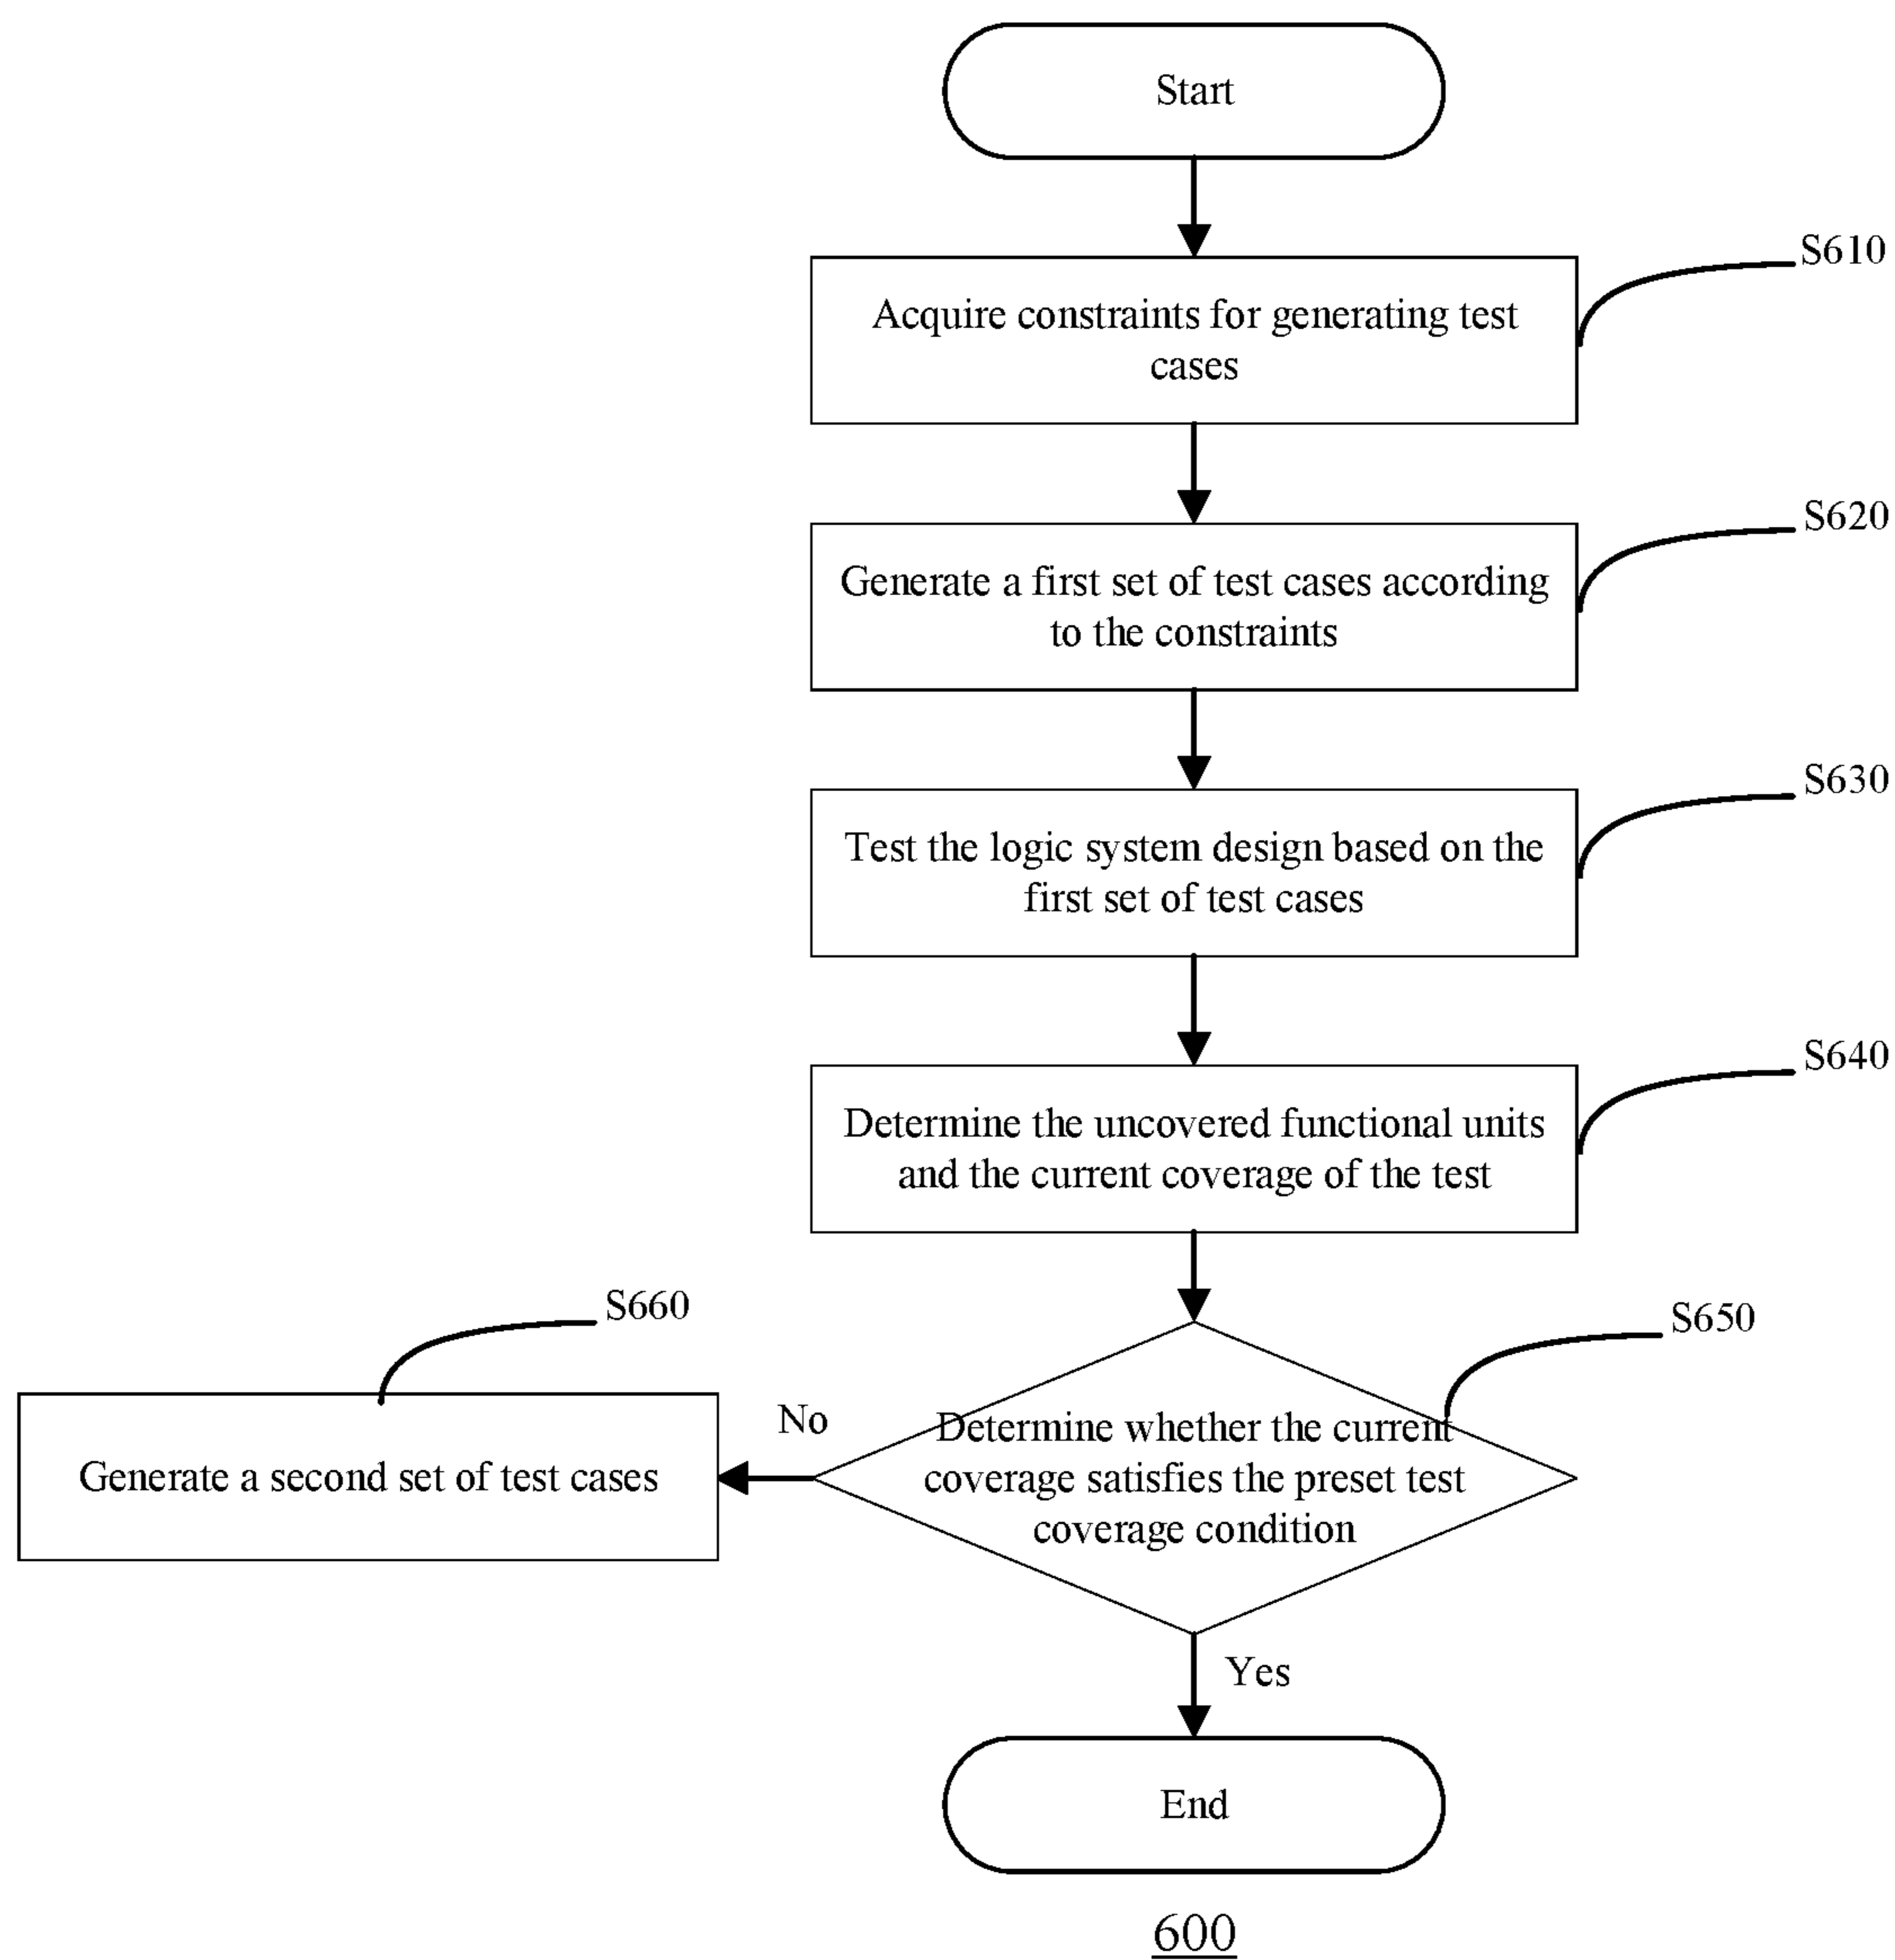 Start
S610
Acquire constraints for generating test
cases
S620
Generate a first set of test cases according
to the constraints
S630
Test the logic system design based on the
first set of test cases
S640
Determine the uncovered functional units
and the current coverage of the test
S660
S650
Generate a second set of test cases
No
Determine whether the current
coverage satisfies the preset test
coverage condition
Yes
End
600